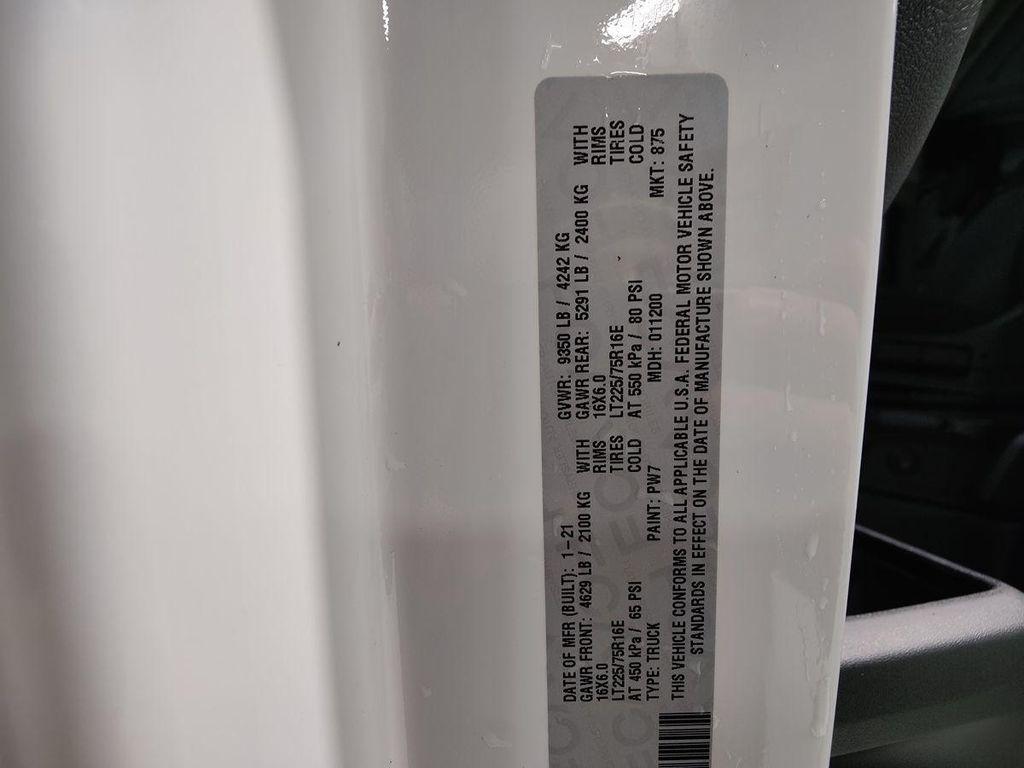 DATE OF MFR (BUILT): 1-21 GVWR: 9350 LB / 4242 KG
GAWR FRONT: 4629 LB / 2100 KG WITH GAWR REAR: 5291 LB / 2400 KG WITH
16X6.0 RIMS 16X6.0 RIMS
LT225/75R16E TIRES LT225/75R16E TIRES
AT 450 kPa / 65 PSI COLD AT 550 kPa / 80 PSI COLD
TYPE: TRUCK PAINT: PW7 MDH: 011200 MKT: 875
THIS VEHICLE CONFORMS TO ALL APPLICABLE U.S.A. FEDERAL MOTOR VEHICLE SAFETY
STANDARDS IN EFFECT ON THE DATE OF MANUFACTURE SHOWN ABOVE.